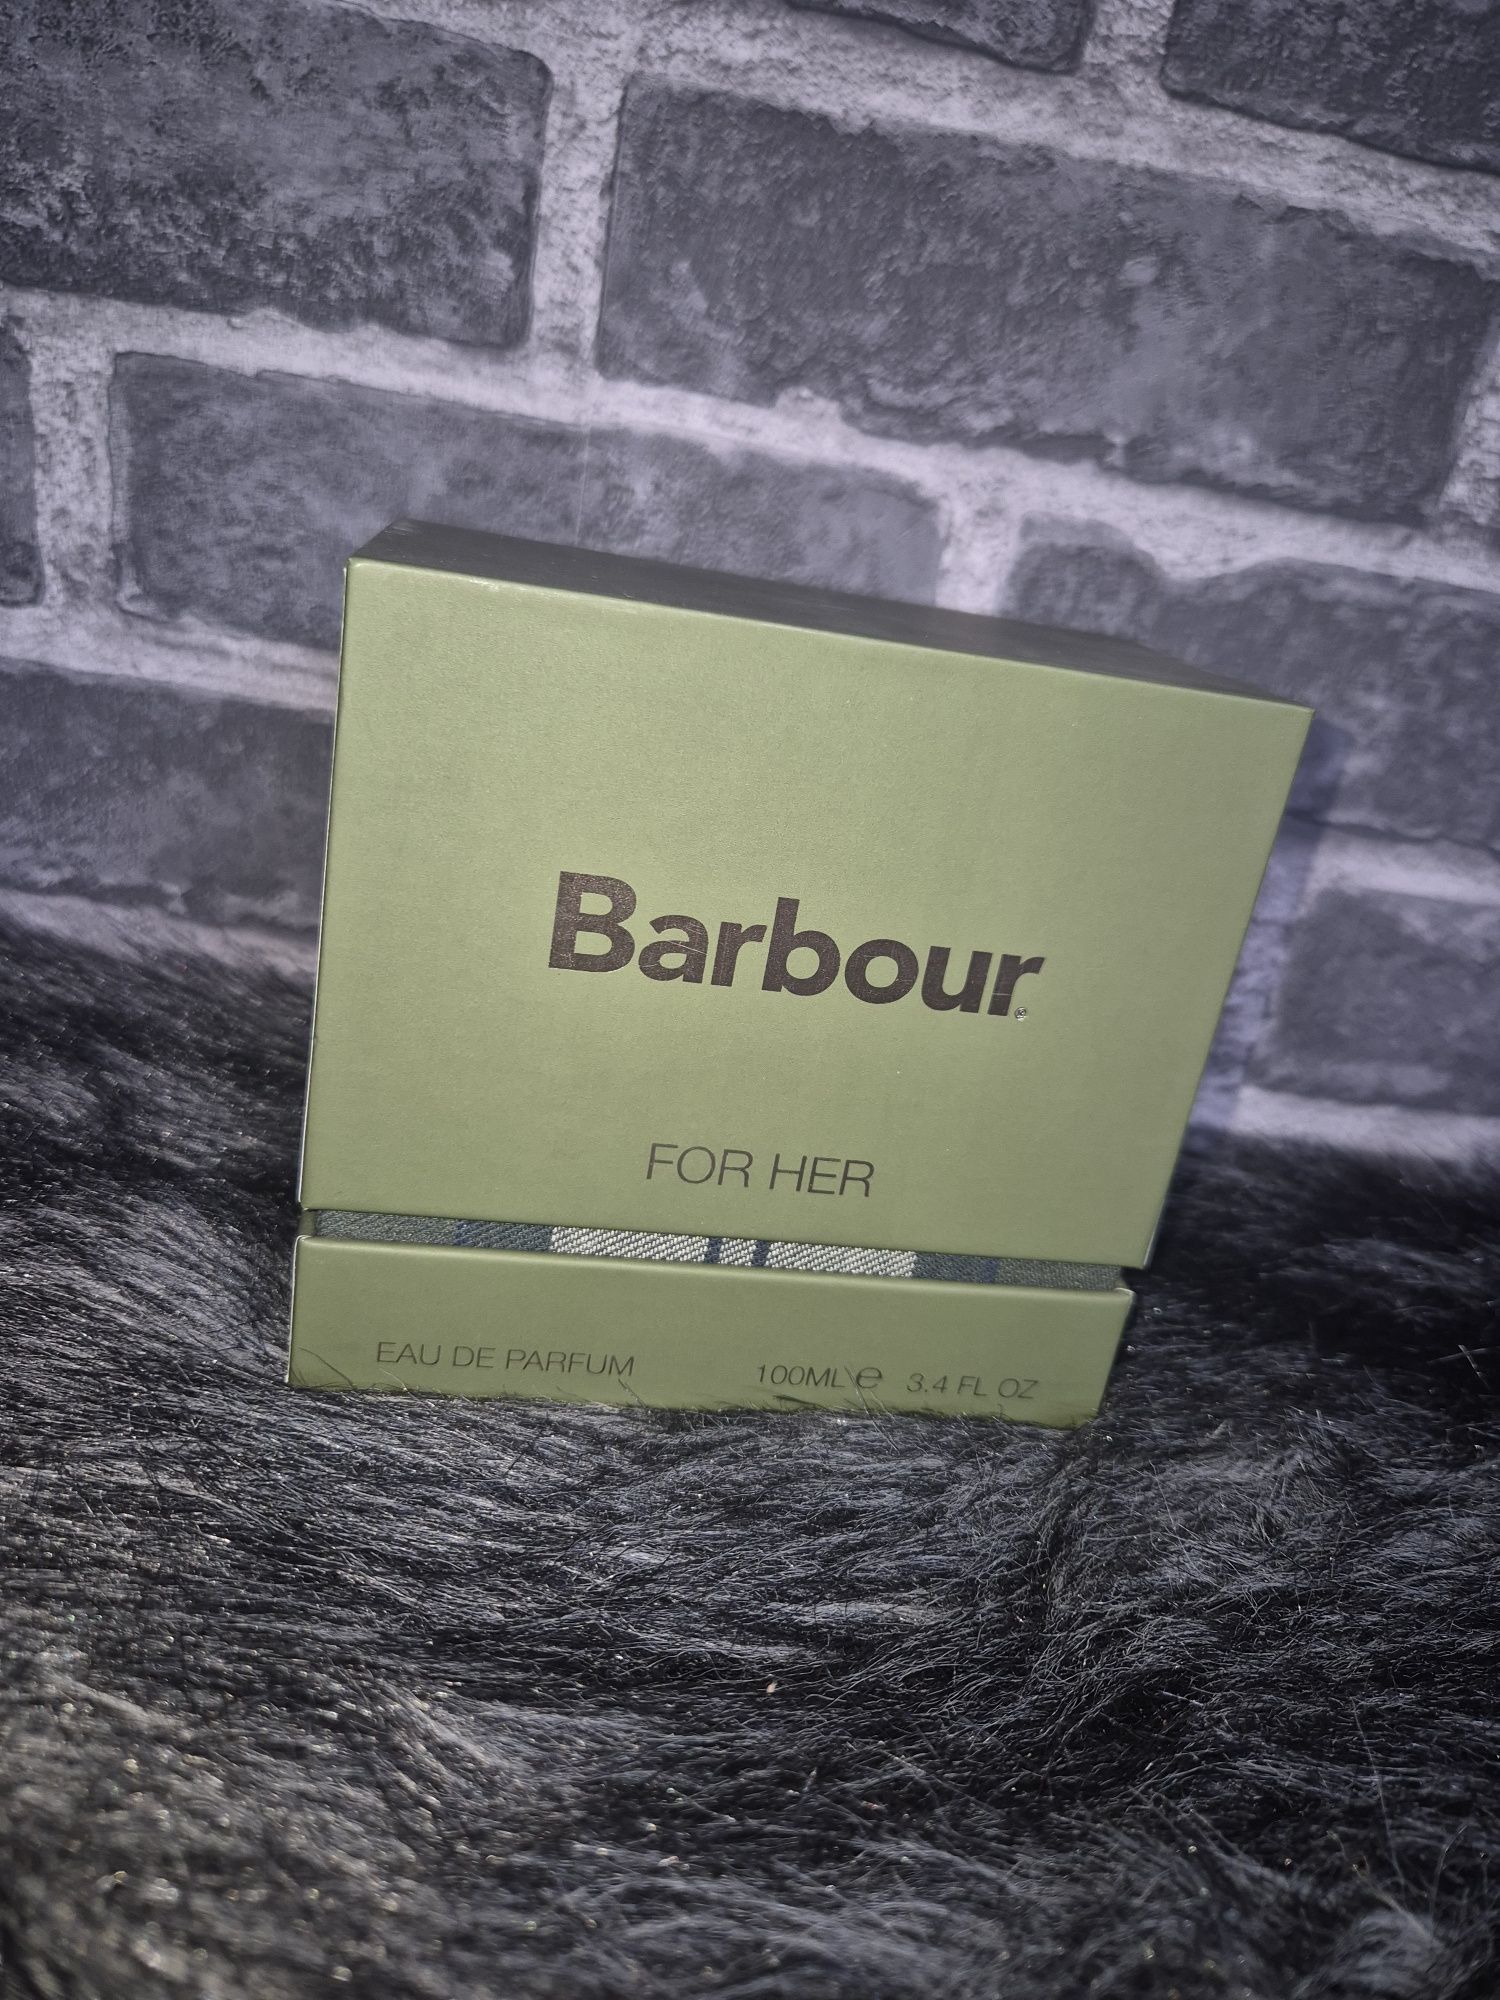 Barbour®
FOR HER
EAU DE PARFUM 100ML ℮ 3.4 FL OZ